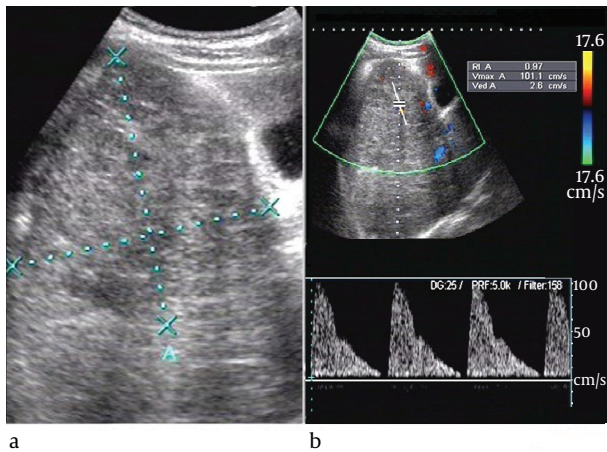 A
17.6
RI A 0.97
Vmax A 101.1 cm/s
Ved A 2.6 cm/s
17.6
cm/s
DG:25 / PRF:5.0k / Filter:158
100
50
cm/s
a
b